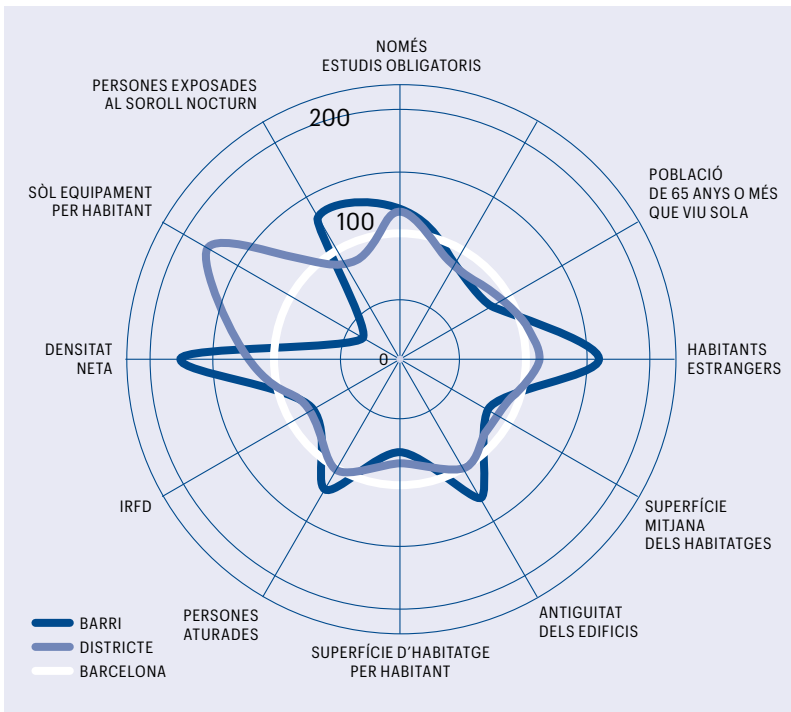 NOMÉS
ESTUDIS OBLIGATORIS
PERSONES EXPOSADES
AL SOROLL NOCTURN
200
POBLACIÓ
DE 65 ANYS O MÉS
QUE VIU SOLA
SÒL EQUIPAMENT
PER HABITANT
100
DENSITAT
NETA
0
HABITANTS
ESTRANGERS
IRFD
SUPERFÍCIE
MITJANA
DELS HABITATGES
PERSONES
ATURADES
ANTIGUITAT
DELS EDIFICIS
SUPERFÍCIE D'HABITATGE
PER HABITANT
BARRI
DISTRICTE
BARCELONA